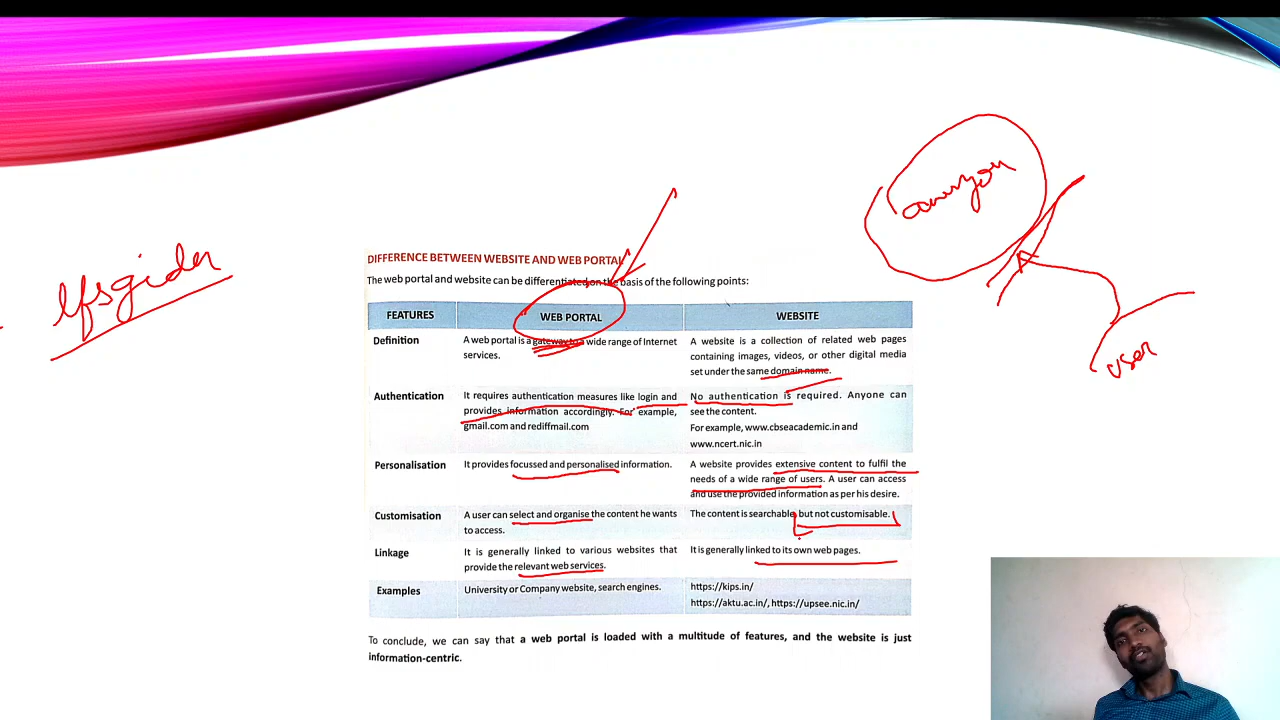 amazon
lfsgider
user
DIFFERENCE BETWEEN WEBSITE AND WEB PORTAL
The web portal and website can be differentiated on the basis of the following points:
FEATURES WEB PORTAL WEBSITE
Definition
A web portal is a gateway to a wide range of Internet
services.
A website is a collection of related web pages
containing images, videos, or other digital media
set under the same domain name.
Authentication
It requires authentication measures like login and
provides information accordingly. For example,
gmail.com and rediffmail.com
No authentication is required. Anyone can
see the content.
For example, www.cbseacademic.in and
www.ncert.nic.in
Personalisation
It provides focussed and personalised information.
A website provides extensive content to fulfil the
needs of a wide range of users. A user can access
and use the provided information as per his desire.
Customisation
A user can select and organise the content he wants
to access.
The content is searchable but not customisable.
Linkage
It is generally linked to various websites that
provide the relevant web services.
It is generally linked to its own web pages.
Examples
University or Company website, search engines.
https://kips.in/
https://aktu.ac.in/, https://upsee.nic.in/
To conclude, we can say that a web portal is loaded with a multitude of features, and the website is just
information-centric.